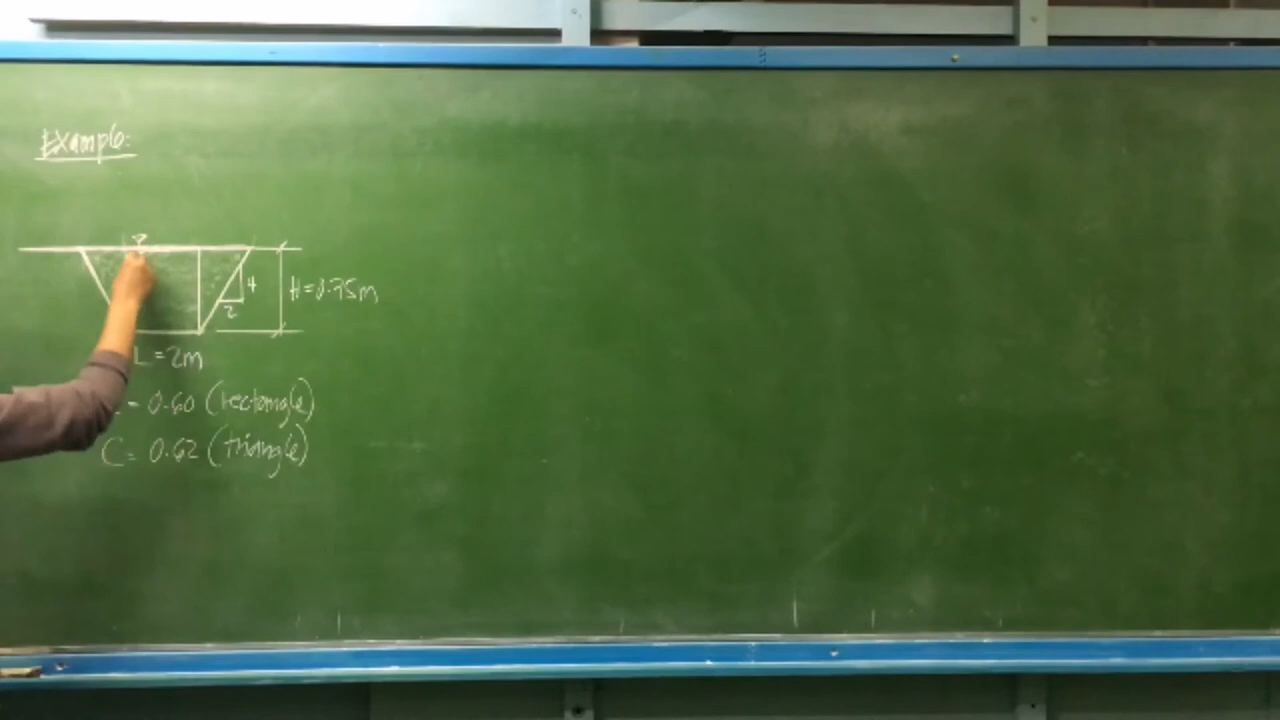 Example:
4
2
H = 0.75m
L = 2m
= 0.60 (rectangle)
C = 0.62 (triangle)